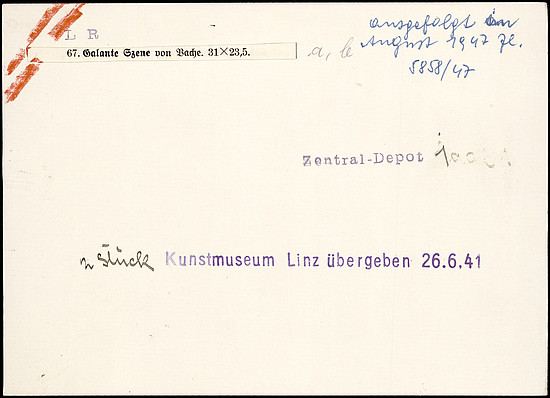 L R
67. Galante Szene von Bache. 31×23,5.
a, b
ausgefolgt im
August 1947 Zl.
5858/47
Zentral-Depot
2 Stück Kunstmuseum Linz übergeben 26.6.41